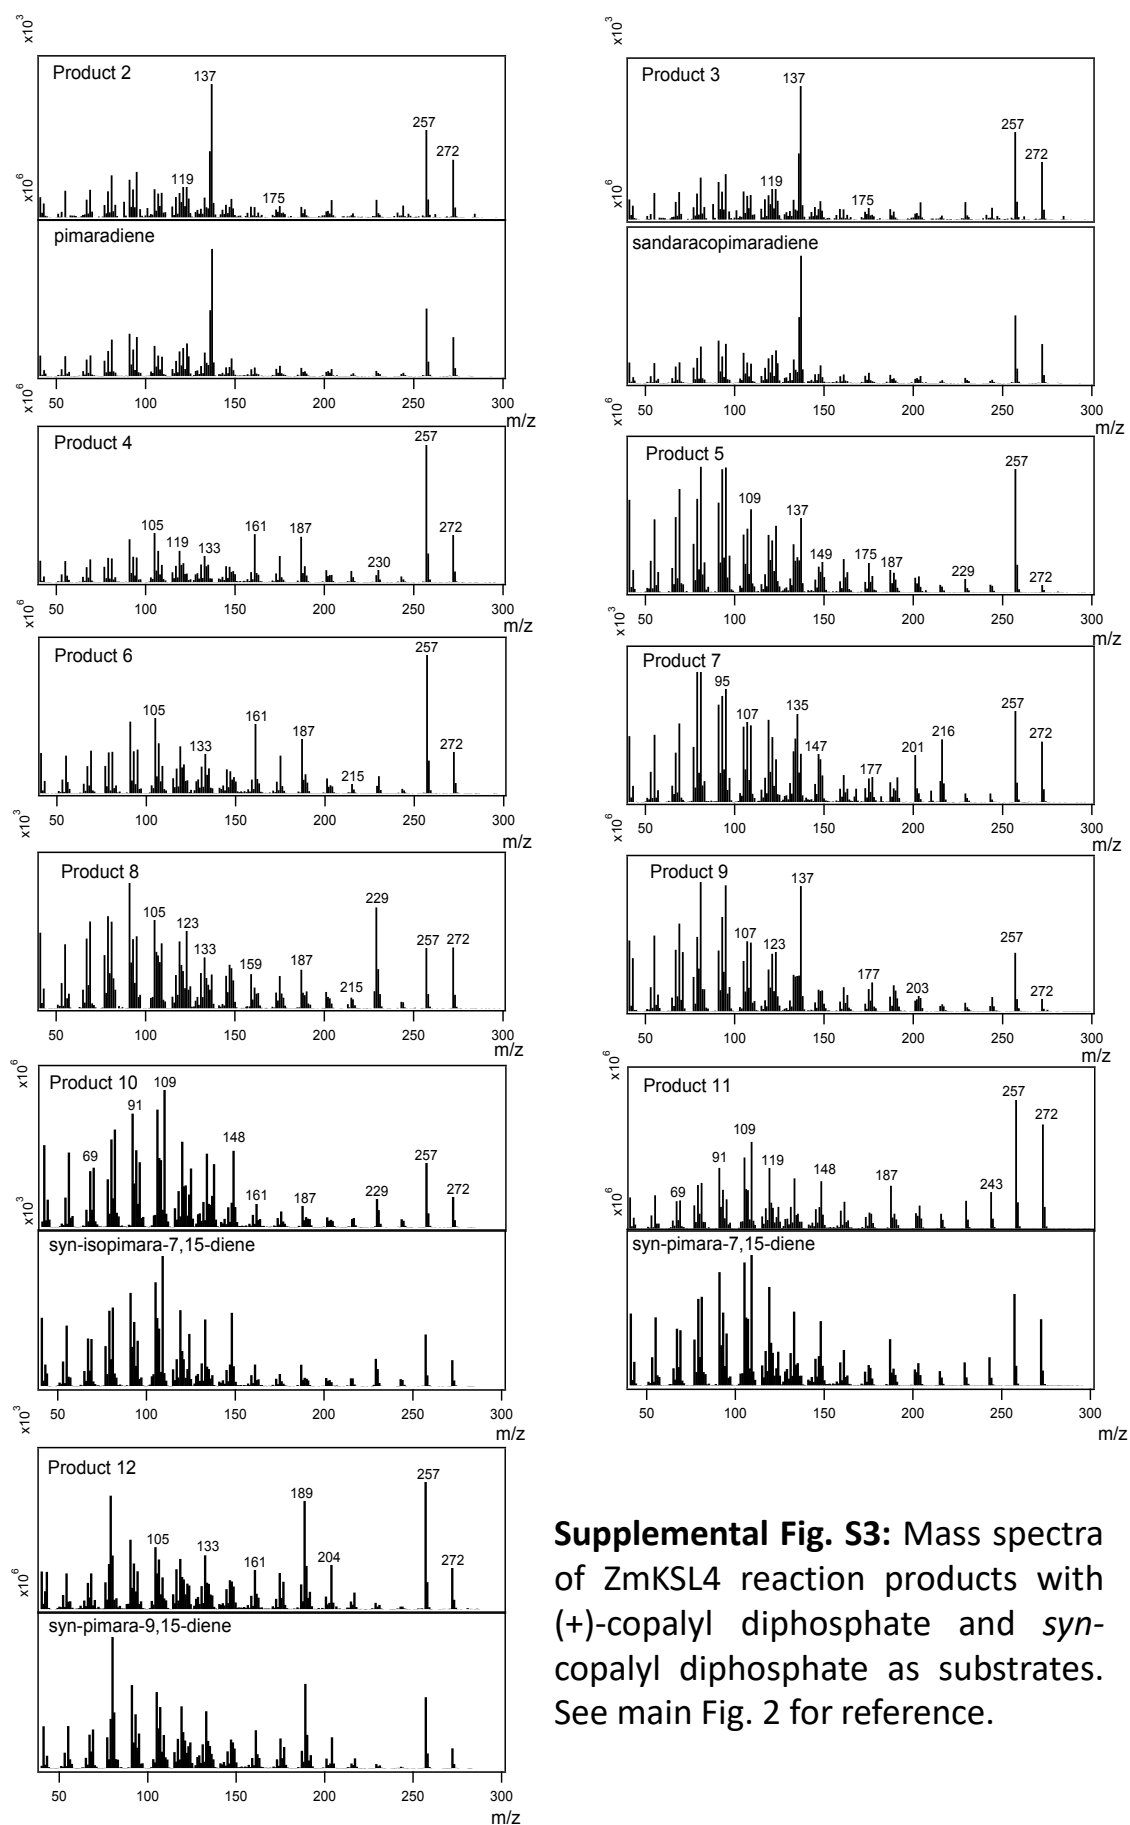 x10³
Product 2
137
257
272
119
175
x10⁶
pimaradiene
50 100 150 200 250 300
m/z
x10³
Product 3
137
257
272
119
175
x10⁶
sandaracopimaradiene
50 100 150 200 250 300
m/z
x10⁶
Product 4
257
105
119
133
161
187
230
272
50 100 150 200 250 300
m/z
x10⁶
Product 5
257
109
137
149
175
187
229
272
50 100 150 200 250 300
m/z
x10⁶
Product 6
257
105
133
161
187
215
272
50 100 150 200 250 300
m/z
x10³
Product 7
95
107
135
147
177
201
216
257
272
50 100 150 200 250 300
m/z
x10³
Product 8
105
123
133
159
187
215
229
257
272
50 100 150 200 250 300
m/z
x10⁶
Product 9
137
107
123
177
203
257
272
50 100 150 200 250 300
m/z
x10⁶
Product 10
109
91
69
148
161
187
229
257
272
x10³
syn-isopimara-7,15-diene
50 100 150 200 250 300
m/z
x10⁶
Product 11
257
272
109
91
119
69
148
187
243
x10⁶
syn-pimara-7,15-diene
50 100 150 200 250 300
m/z
x10³
Product 12
257
189
105
133
161
204
272
x10⁶
syn-pimara-9,15-diene
50 100 150 200 250 300
m/z
Supplemental Fig. S3: Mass spectra
of ZmKSL4 reaction products with
(+)-copalyl diphosphate and syn-
copalyl diphosphate as substrates.
See main Fig. 2 for reference.